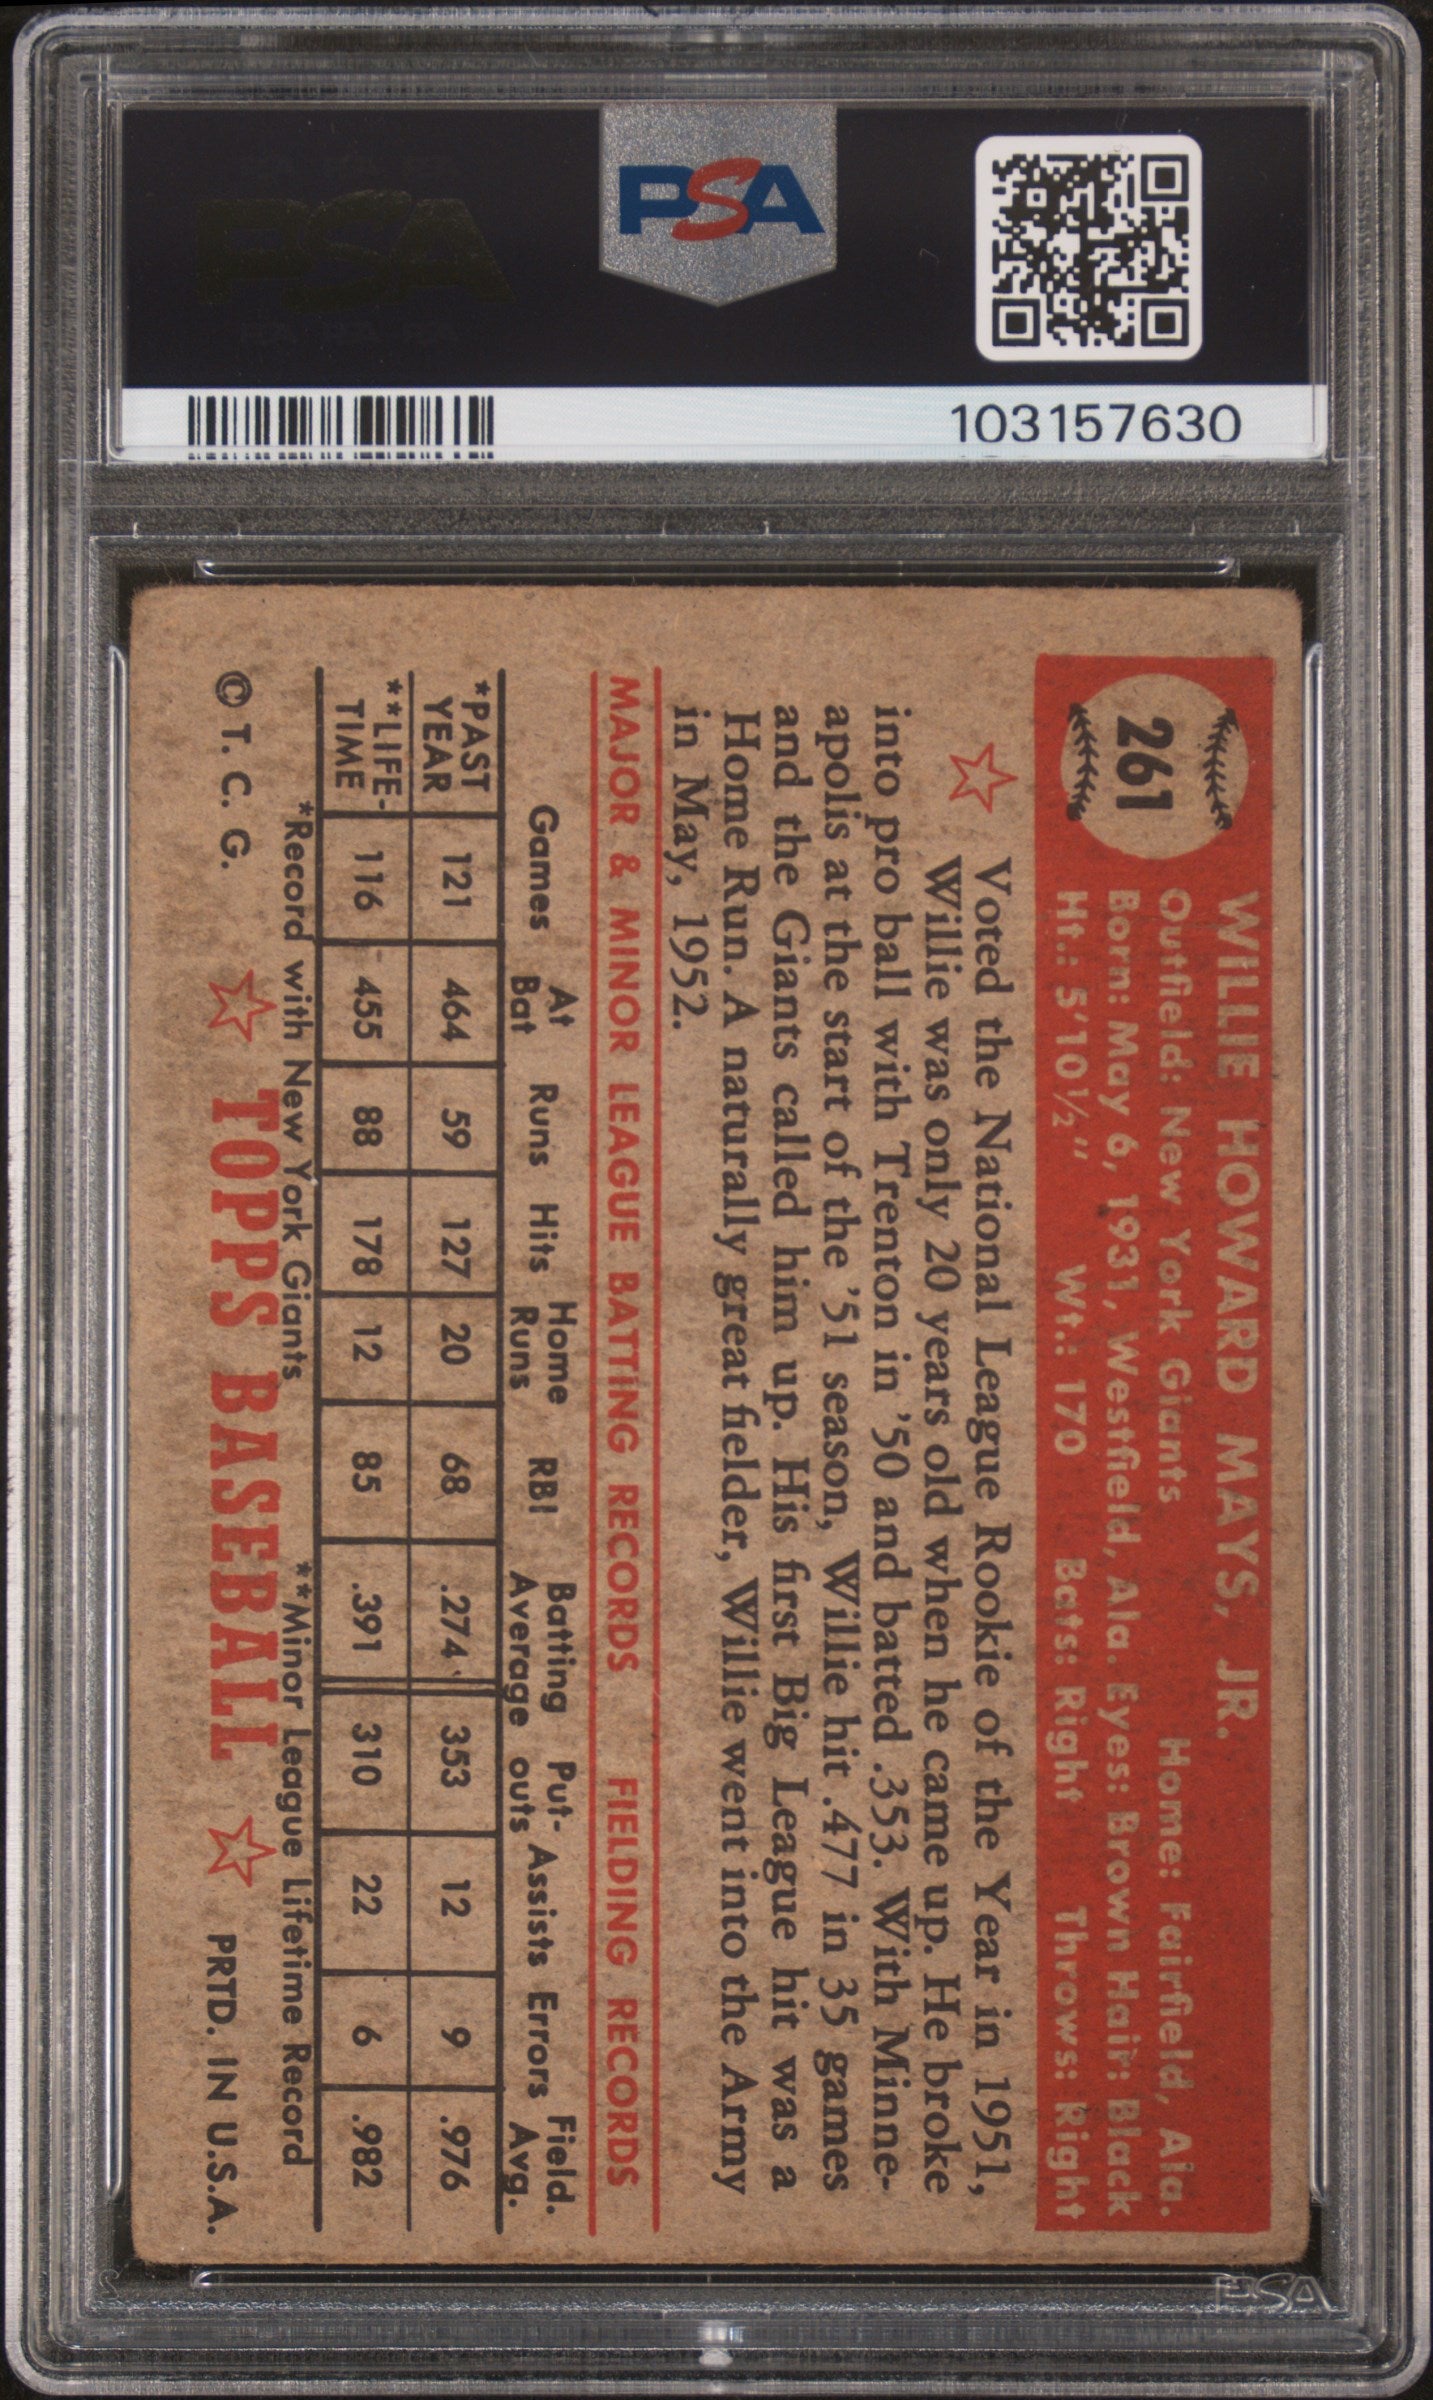 PSA
PSA
103157630
261
WILLIE HOWARD MAYS, JR.
Outfield: New York Giants Home: Fairfield, Ala.
Born: May 6, 1931, Westfield, Ala. Eyes: Brown Hair: Black
Ht.: 5'10½" Wt.: 170 Bats: Right Throws: Right
Voted the National League Rookie of the Year in 1951,
Willie was only 20 years old when he came up. He broke
into pro ball with Trenton in '50 and batted .353. With Minne-
apolis at the start of the '51 season, Willie hit .477 in 35 games
and the Giants called him up. His first Big League hit was a
Home Run. A naturally great fielder, Willie went into the Army
in May, 1952.
MAJOR & MINOR LEAGUE BATTING RECORDS FIELDING RECORDS
Games At Bat Runs Hits Home Runs RBI Batting Average Put-outs Assists Errors Field. Avg.
*PAST YEAR 121 464 59 127 20 68 .274 353 12 9 .976
**LIFE-TIME 116 455 88 178 12 85 .391 310 22 6 .982
*Record with New York Giants **Minor League Lifetime Record
© T. C. G. TOPPS BASEBALL PRTD. IN U.S.A.
PSA